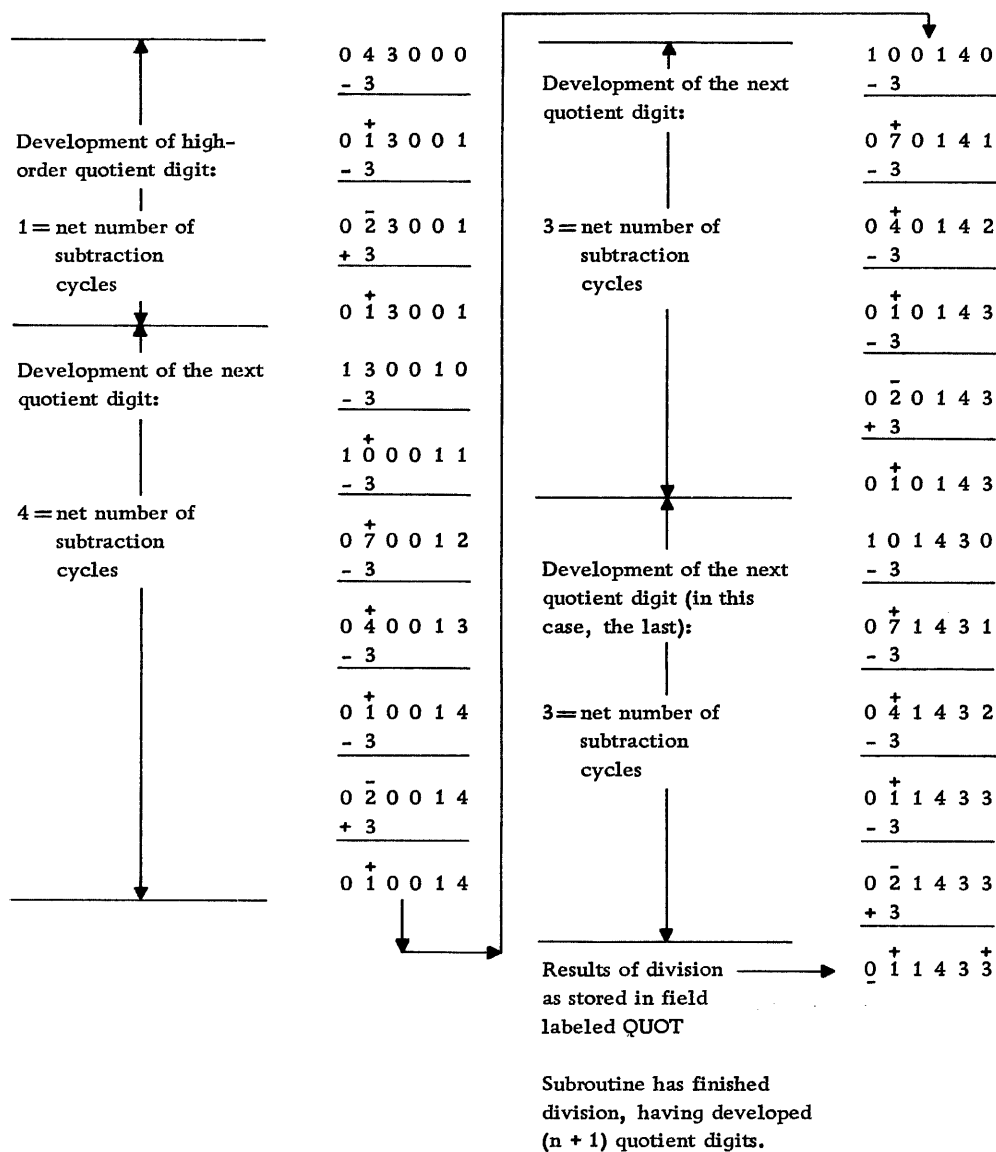 0 4 3 0 0 0
- 3
+
0 1 3 0 0 1
- 3
-
0 2 3 0 0 1
+ 3
+
0 1 3 0 0 1
Development of high-
order quotient digit:
1 = net number of
subtraction
cycles
1 3 0 0 1 0
- 3
+
1 0 0 0 1 1
- 3
+
0 7 0 0 1 2
- 3
+
0 4 0 0 1 3
- 3
+
0 1 0 0 1 4
- 3
-
0 2 0 0 1 4
+ 3
+
0 1 0 0 1 4
Development of the next
quotient digit:
4 = net number of
subtraction
cycles
Development of the next
quotient digit:
3 = net number of
subtraction
cycles
1 0 0 1 4 0
- 3
+
0 7 0 1 4 1
- 3
+
0 4 0 1 4 2
- 3
+
0 1 0 1 4 3
- 3
-
0 2 0 1 4 3
+ 3
+
0 1 0 1 4 3
Development of the next
quotient digit (in this
case, the last):
3 = net number of
subtraction
cycles
1 0 1 4 3 0
- 3
+
0 7 1 4 3 1
- 3
+
0 4 1 4 3 2
- 3
+
0 1 1 4 3 3
- 3
-
0 2 1 4 3 3
+ 3
+ +
0 1 1 4 3 3
-
Results of division
as stored in field
labeled QUOT
Subroutine has finished
division, having developed
(n + 1) quotient digits.